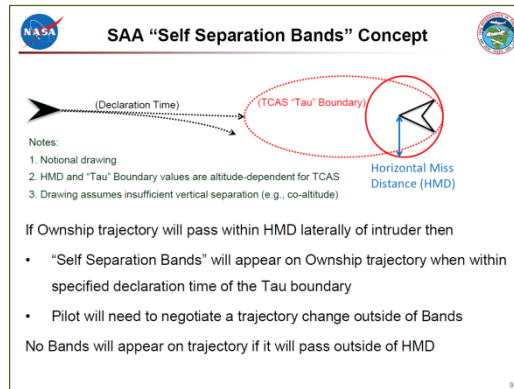 NASA
SAA “Self Separation Bands” Concept
(Declaration Time)
(TCAS “Tau” Boundary)
Notes:
1. Notional drawing
2. HMD and “Tau” Boundary values are altitude-dependent for TCAS
3. Drawing assumes insufficient vertical separation (e.g., co-altitude)
Horizontal Miss
Distance (HMD)
If Ownship trajectory will pass within HMD laterally of intruder then
• “Self Separation Bands” will appear on Ownship trajectory when within
specified declaration time of the Tau boundary
• Pilot will need to negotiate a trajectory change outside of Bands
No Bands will appear on trajectory if it will pass outside of HMD
9